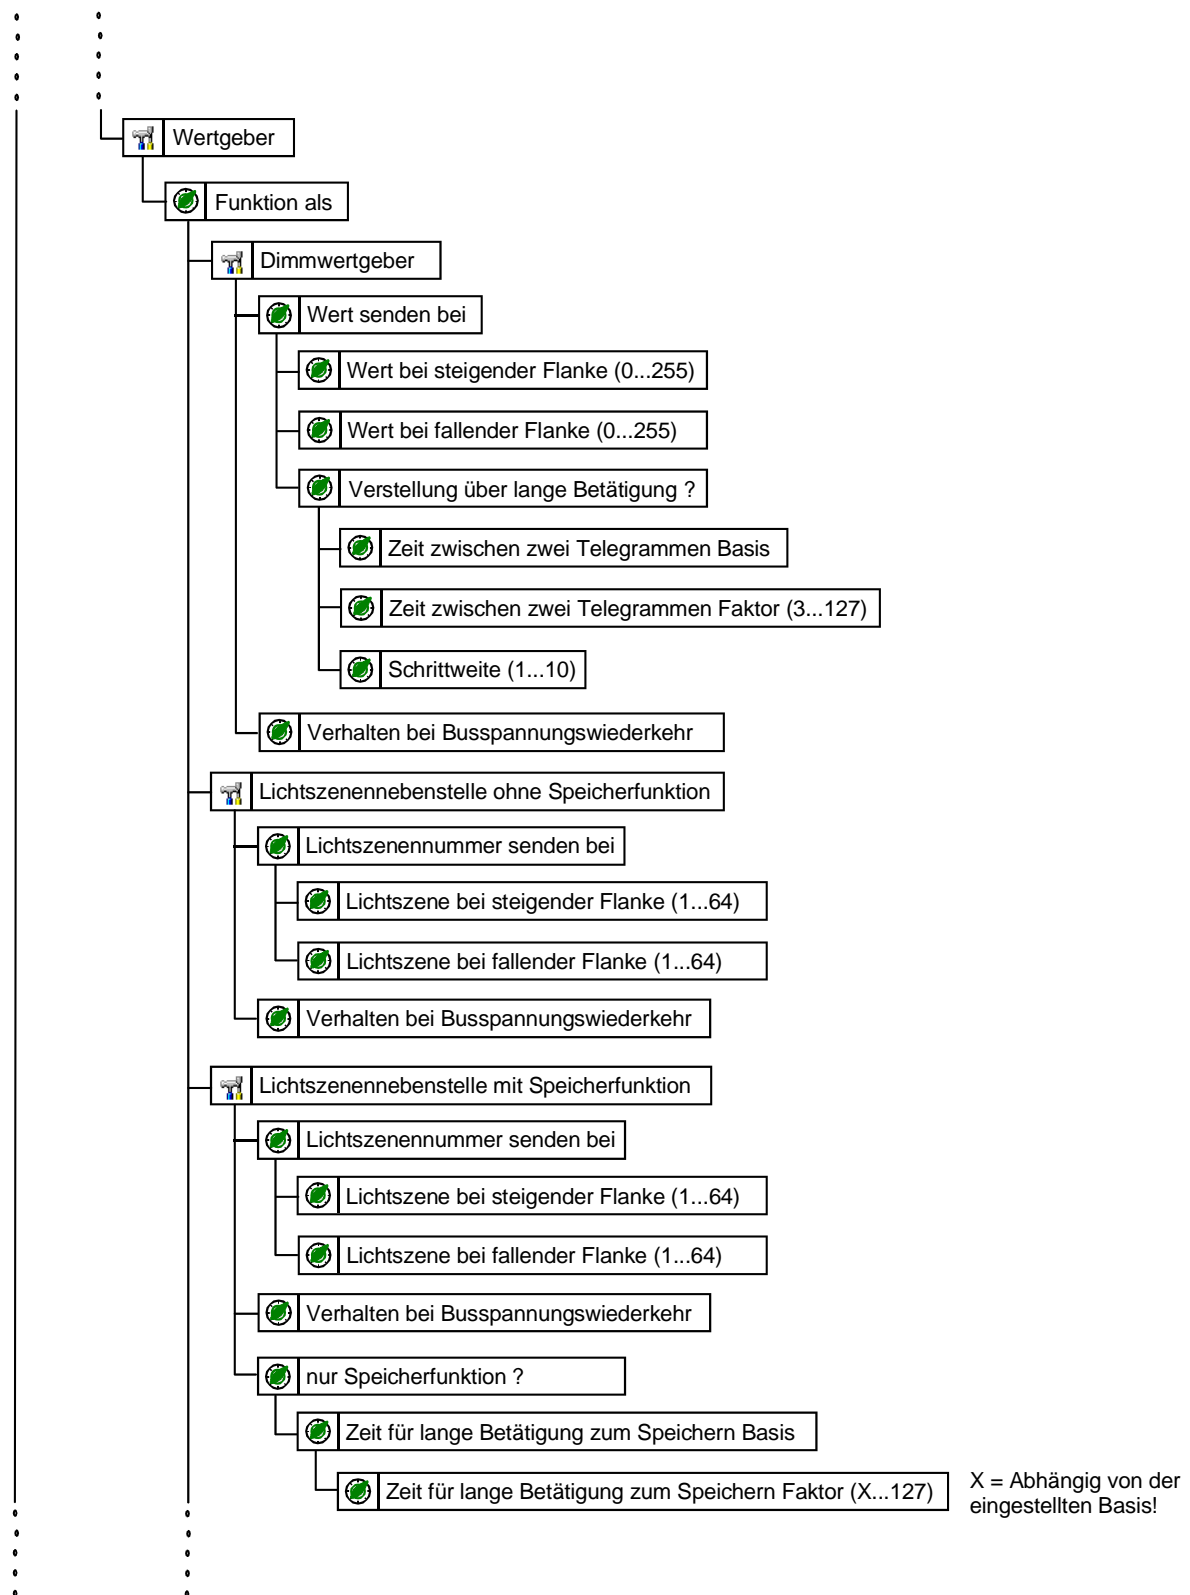 Wertgeber
Funktion als
Dimmwertgeber
Wert senden bei
Wert bei steigender Flanke (0...255)
Wert bei fallender Flanke (0...255)
Verstellung über lange Betätigung ?
Zeit zwischen zwei Telegrammen Basis
Zeit zwischen zwei Telegrammen Faktor (3...127)
Schrittweite (1...10)
Verhalten bei Busspannungswiederkehr
Lichtszenennebenstelle ohne Speicherfunktion
Lichtszenennummer senden bei
Lichtszene bei steigender Flanke (1...64)
Lichtszene bei fallender Flanke (1...64)
Verhalten bei Busspannungswiederkehr
Lichtszenennebenstelle mit Speicherfunktion
Lichtszenennummer senden bei
Lichtszene bei steigender Flanke (1...64)
Lichtszene bei fallender Flanke (1...64)
Verhalten bei Busspannungswiederkehr
nur Speicherfunktion ?
Zeit für lange Betätigung zum Speichern Basis
Zeit für lange Betätigung zum Speichern Faktor (X...127)
X = Abhängig von der
eingestellten Basis!